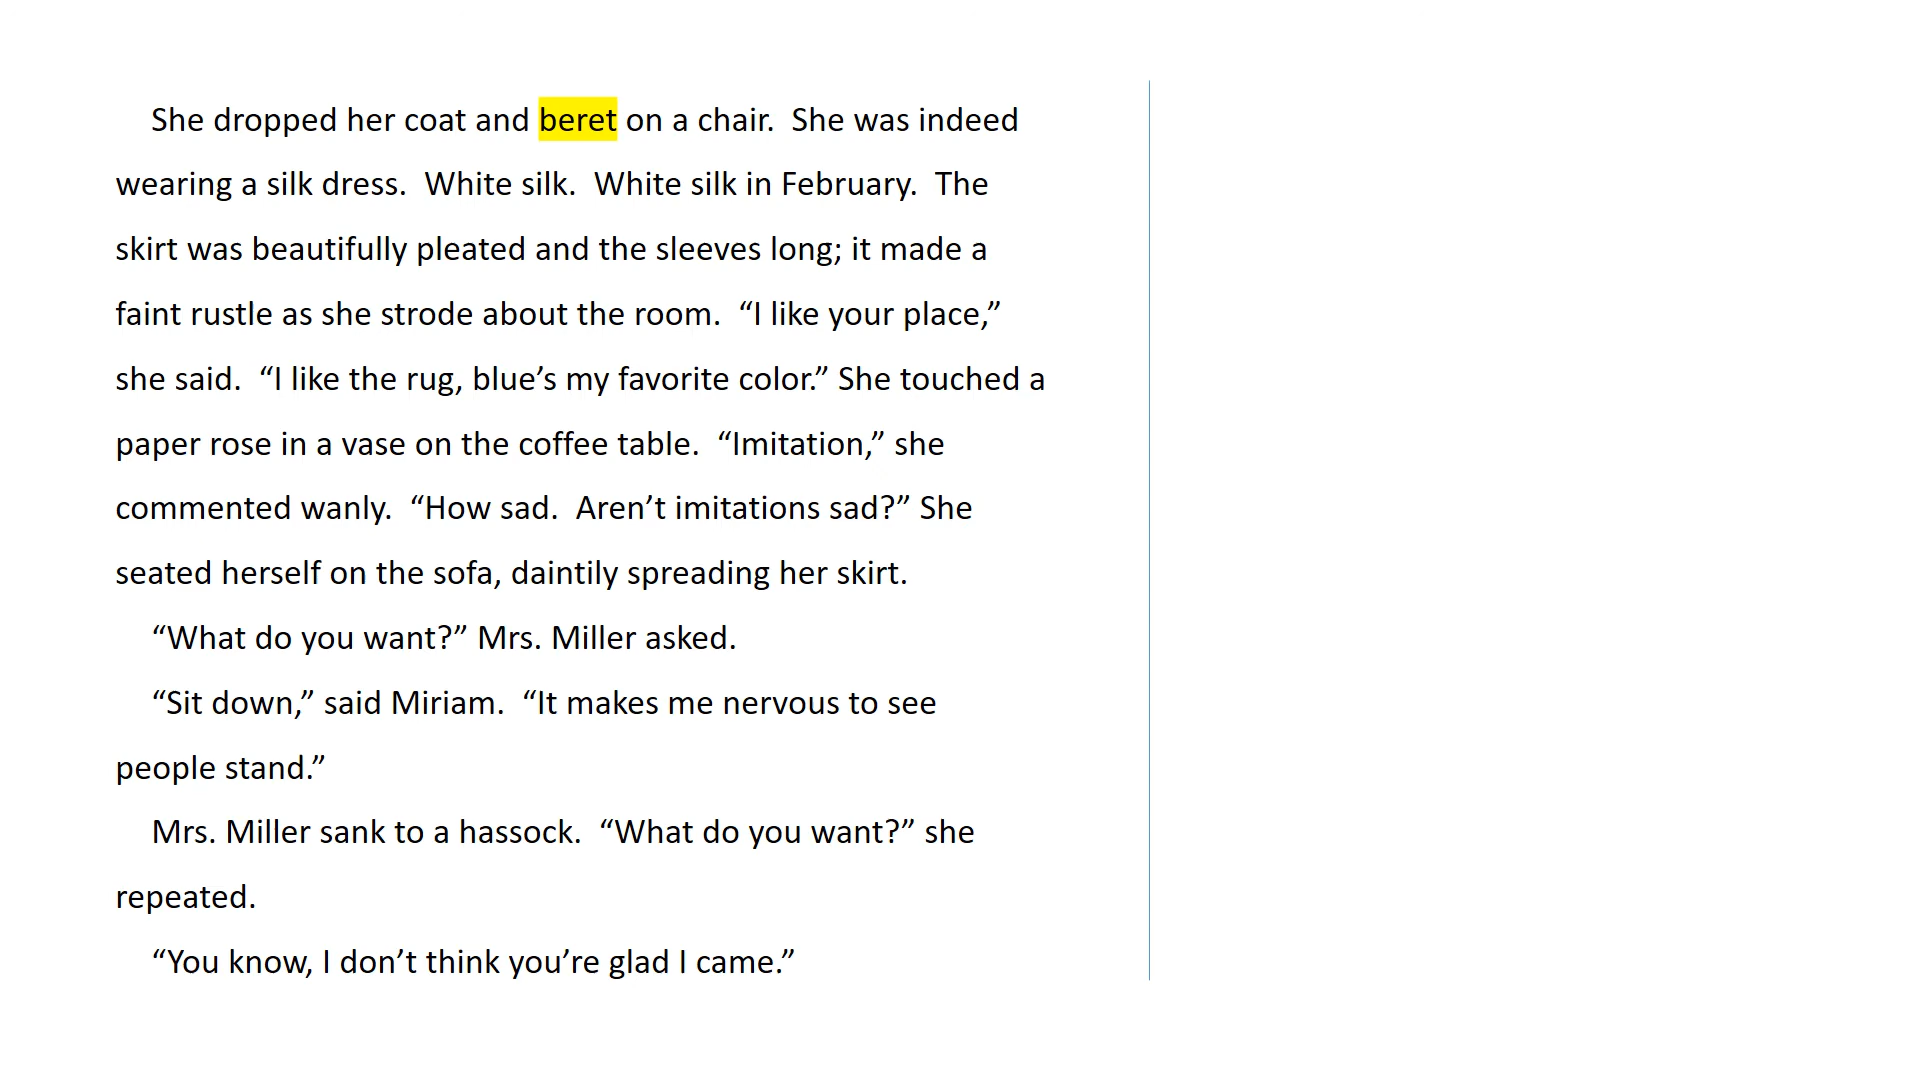 She dropped her coat and beret on a chair.  She was indeed
wearing a silk dress.  White silk.  White silk in February.  The
skirt was beautifully pleated and the sleeves long; it made a
faint rustle as she strode about the room.  “I like your place,”
she said.  “I like the rug, blue’s my favorite color.” She touched a
paper rose in a vase on the coffee table.  “Imitation,” she
commented wanly.  “How sad.  Aren’t imitations sad?” She
seated herself on the sofa, daintily spreading her skirt.
“What do you want?” Mrs. Miller asked.
“Sit down,” said Miriam.  “It makes me nervous to see
people stand.”
Mrs. Miller sank to a hassock.  “What do you want?” she
repeated.
“You know, I don’t think you’re glad I came.”